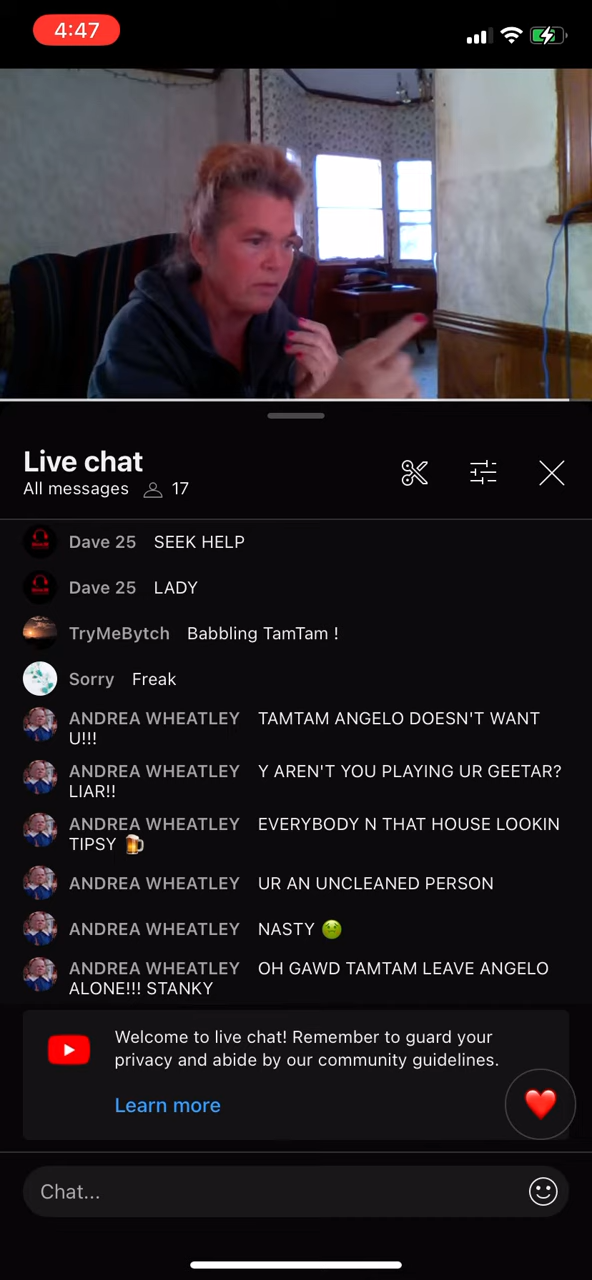 4:47
Live chat
All messages 17
Dave 25 SEEK HELP
Dave 25 LADY
TryMeBytch Babbling TamTam !
Sorry Freak
ANDREA WHEATLEY TAMTAM ANGELO DOESN'T WANT
U!!!
ANDREA WHEATLEY Y AREN'T YOU PLAYING UR GEETAR?
LIAR!!
ANDREA WHEATLEY EVERYBODY N THAT HOUSE LOOKIN
TIPSY 🍺
ANDREA WHEATLEY UR AN UNCLEANED PERSON
ANDREA WHEATLEY NASTY 🤢
ANDREA WHEATLEY OH GAWD TAMTAM LEAVE ANGELO
ALONE!!! STANKY
Welcome to live chat! Remember to guard your
privacy and abide by our community guidelines.
Learn more
Chat...